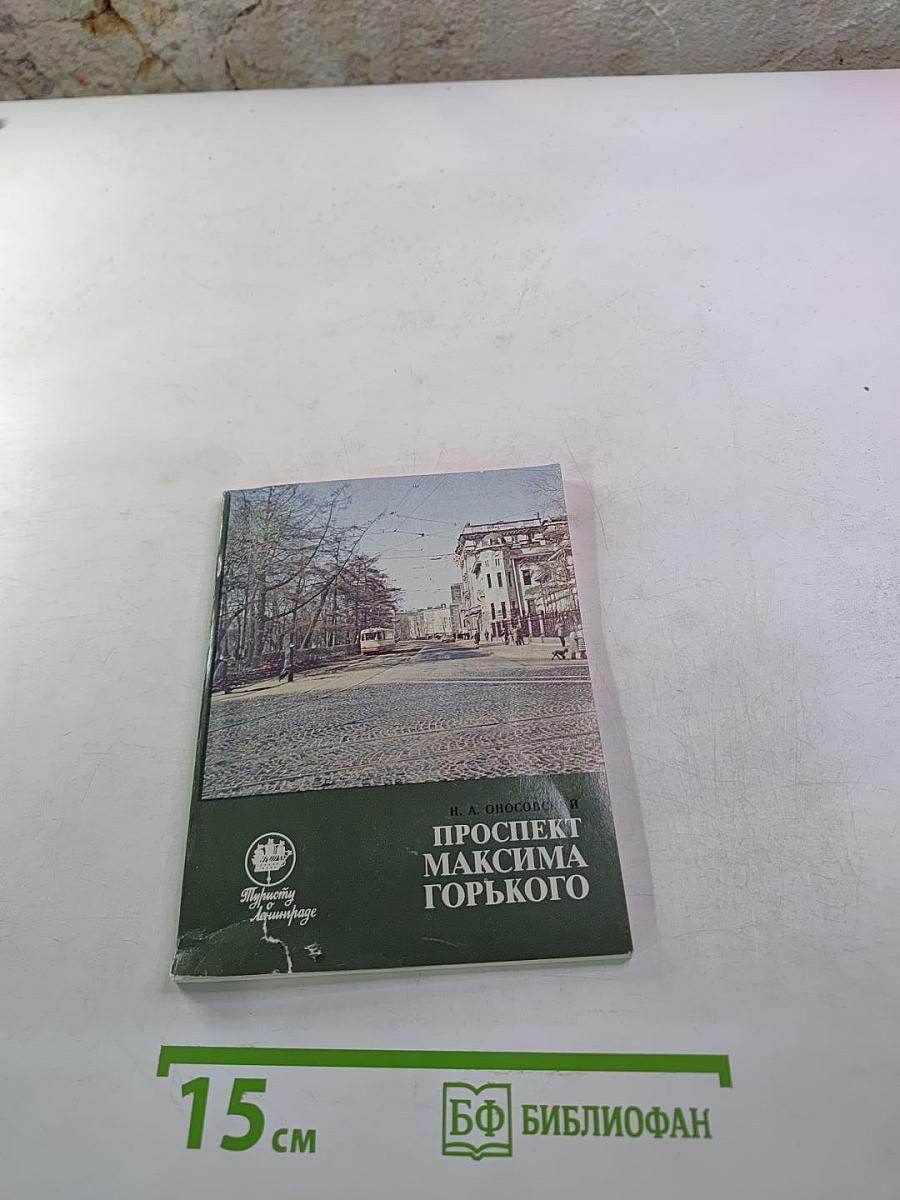 Н. А. ОНОСОВСКИЙ
ПРОСПЕКТ
МАКСИМА
ГОРЬКОГО
Туристу
о
Ленинграде
15 см
БФ БИБЛИОФАН